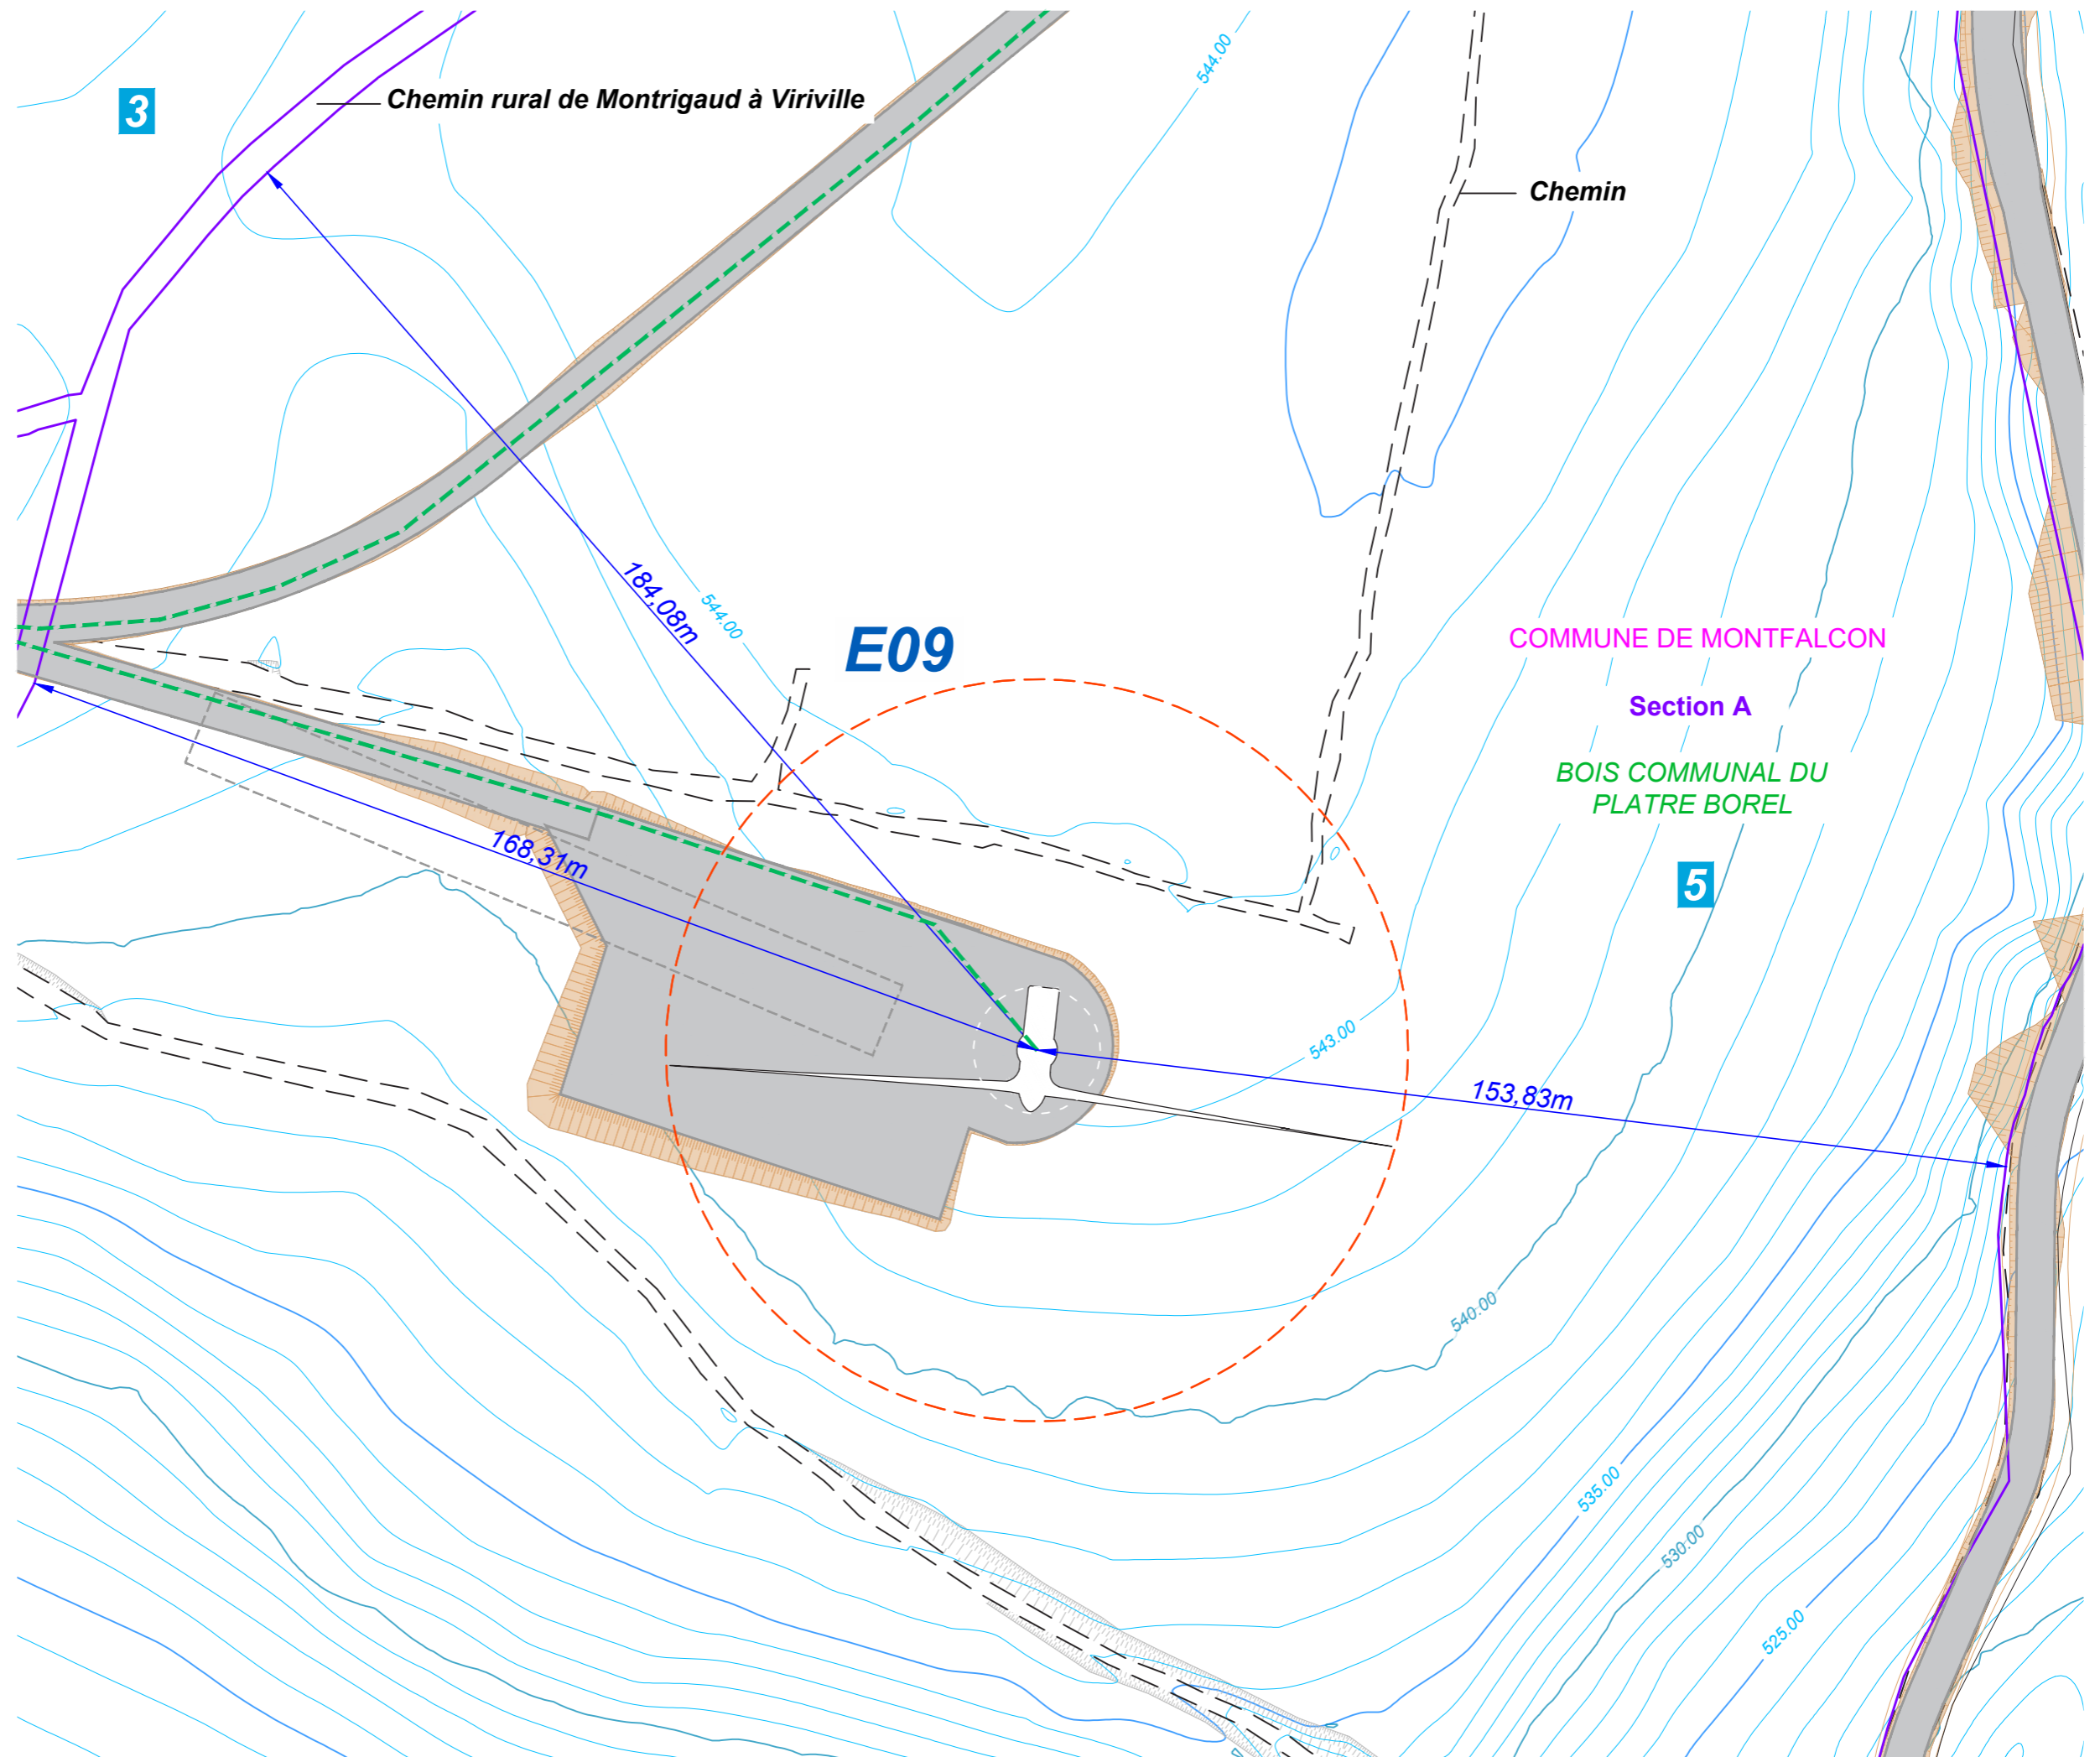 544.00
3
Chemin rural de Montrigaud à Viriville
Chemin
184,08m
544.00
E09
COMMUNE DE MONTFALCON
Section A
BOIS COMMUNAL DU
PLATRE BOREL
168,31m
5
543.00
153,83m
540.00
535.00
530.00
525.00